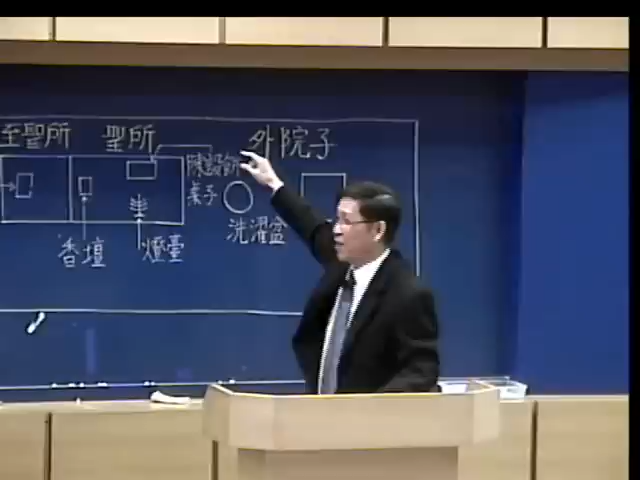 至聖所 聖所 外院子
陳設餅
桌子
洗濯盆
香壇 燈臺